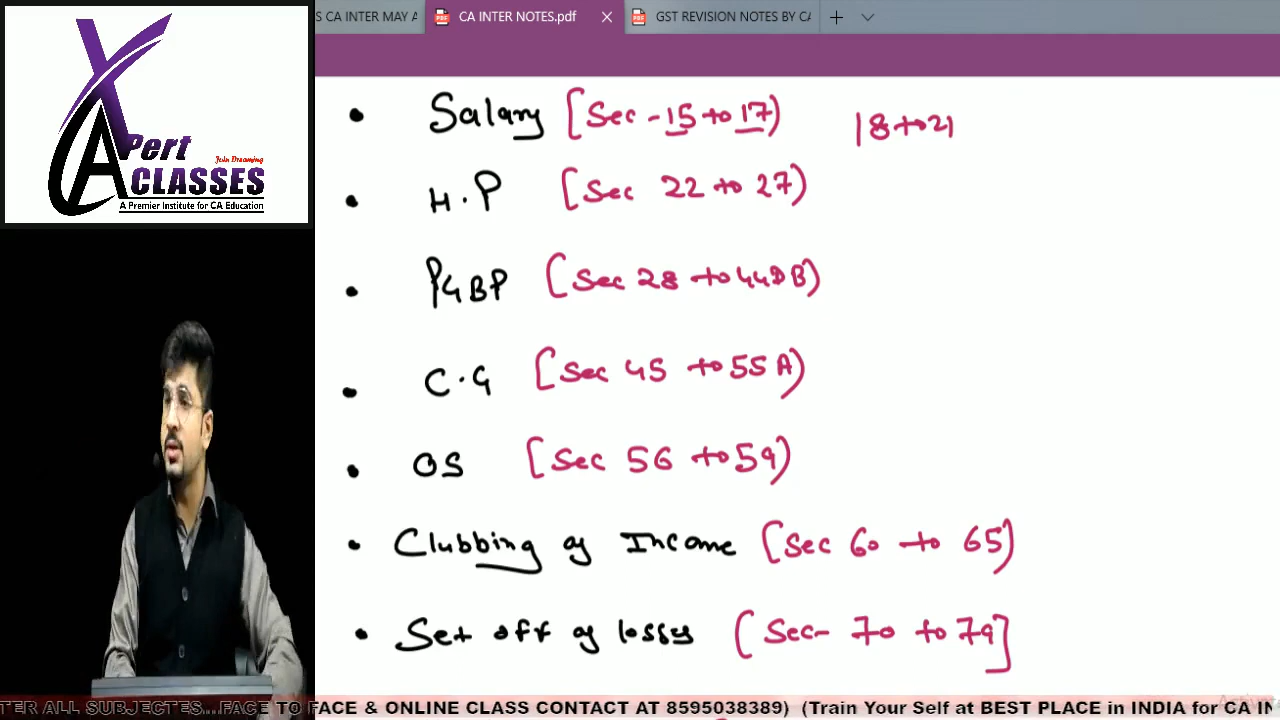 S CA INTER MAY A
CA INTER NOTES.pdf
GST REVISION NOTES BY CA
XPert
Join Dreaming
CA CLASSES
A Premier Institute for CA Education
• Salary [Sec - 15 to 17) 18 to 21
• H.P [Sec 22 to 27)
• PGBP [Sec 28 to 44DB)
• C.G [Sec 45 to 55A)
• OS [Sec 56 to 59)
• Clubbing of Income [Sec 60 to 65)
• Set off of losses [Sec- 70 to 79]
TER ALL SUBJECTES...FACE TO FACE & ONLINE CLASS CONTACT AT 8595038389) (Train Your Self at BEST PLACE in INDIA for CA IN